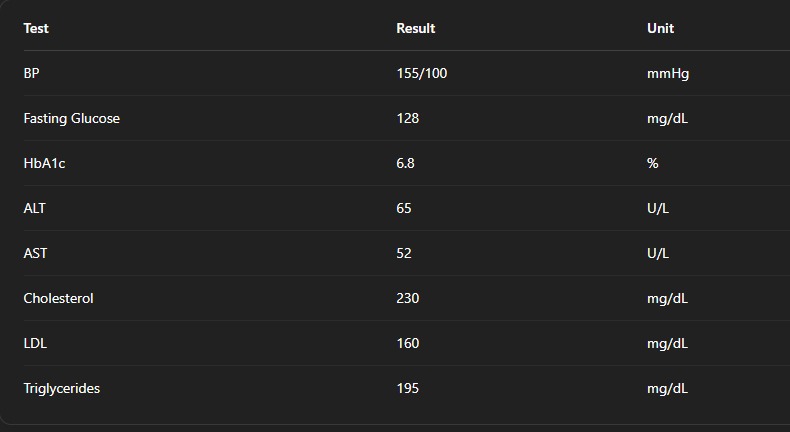 Test Result Unit
BP 155/100 mmHg
Fasting Glucose 128 mg/dL
HbA1c 6.8 %
ALT 65 U/L
AST 52 U/L
Cholesterol 230 mg/dL
LDL 160 mg/dL
Triglycerides 195 mg/dL